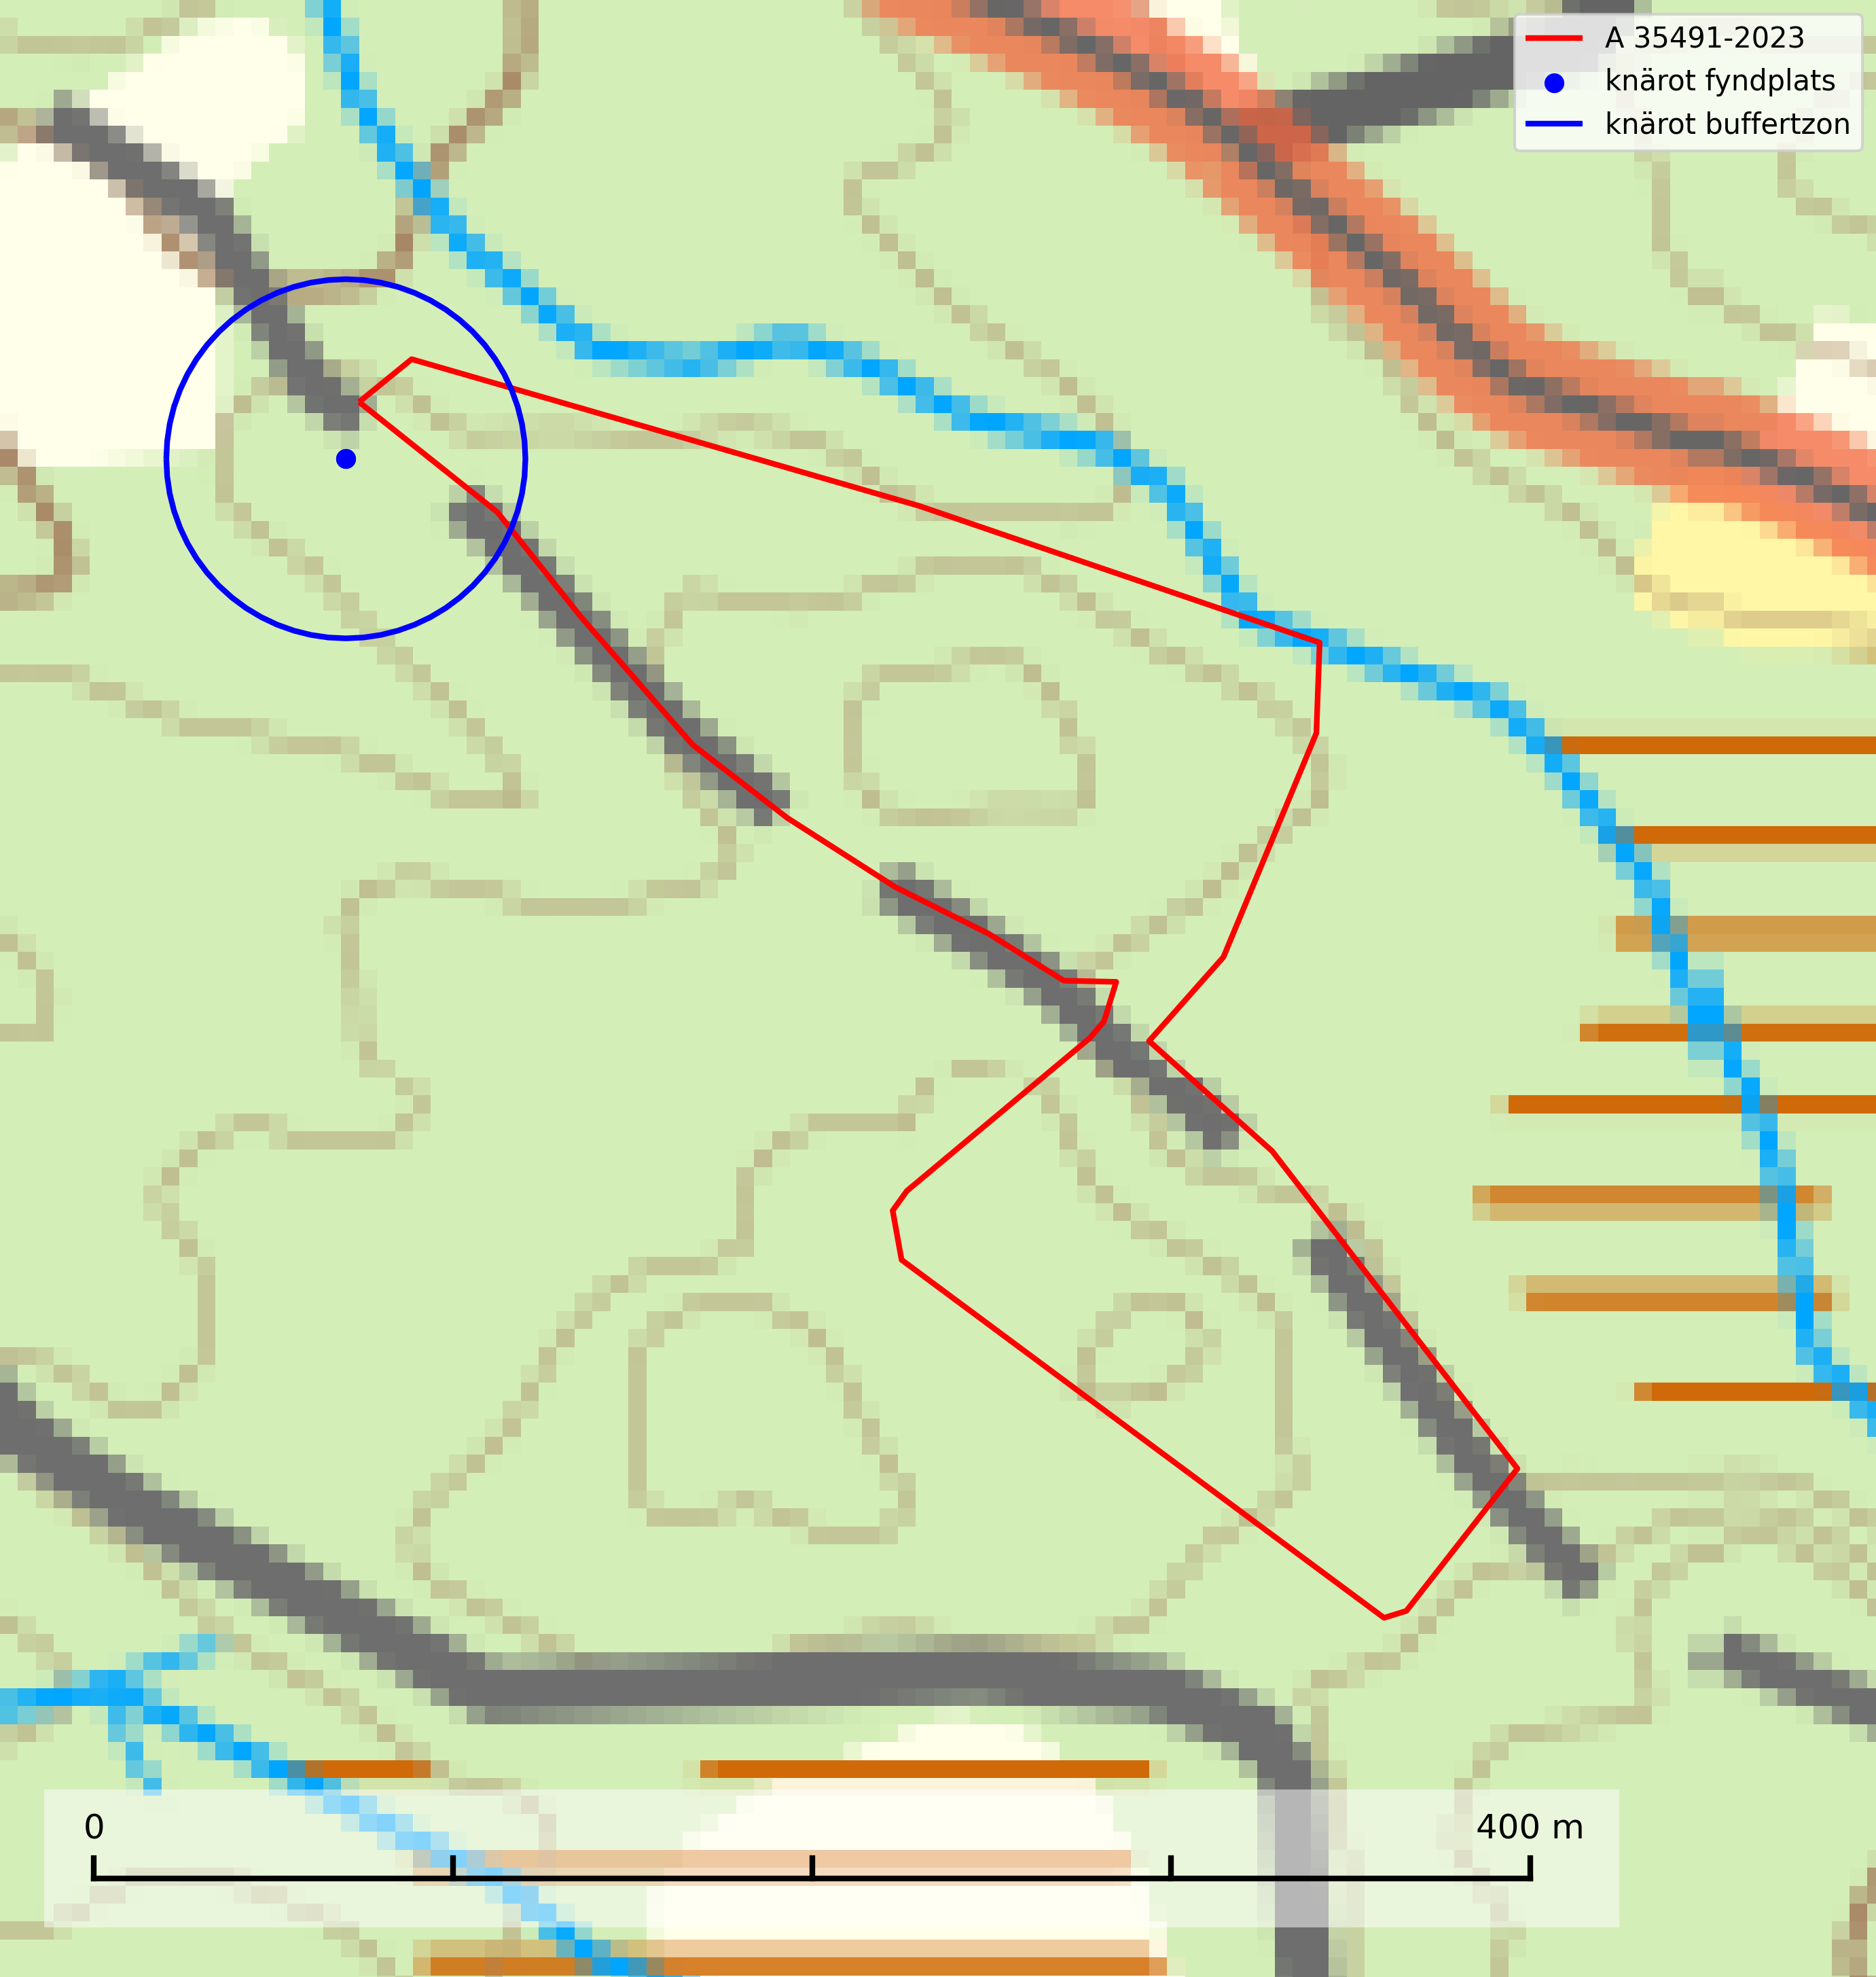 A 35491-2023
knärot fyndplats
knärot buffertzon
0
400 m